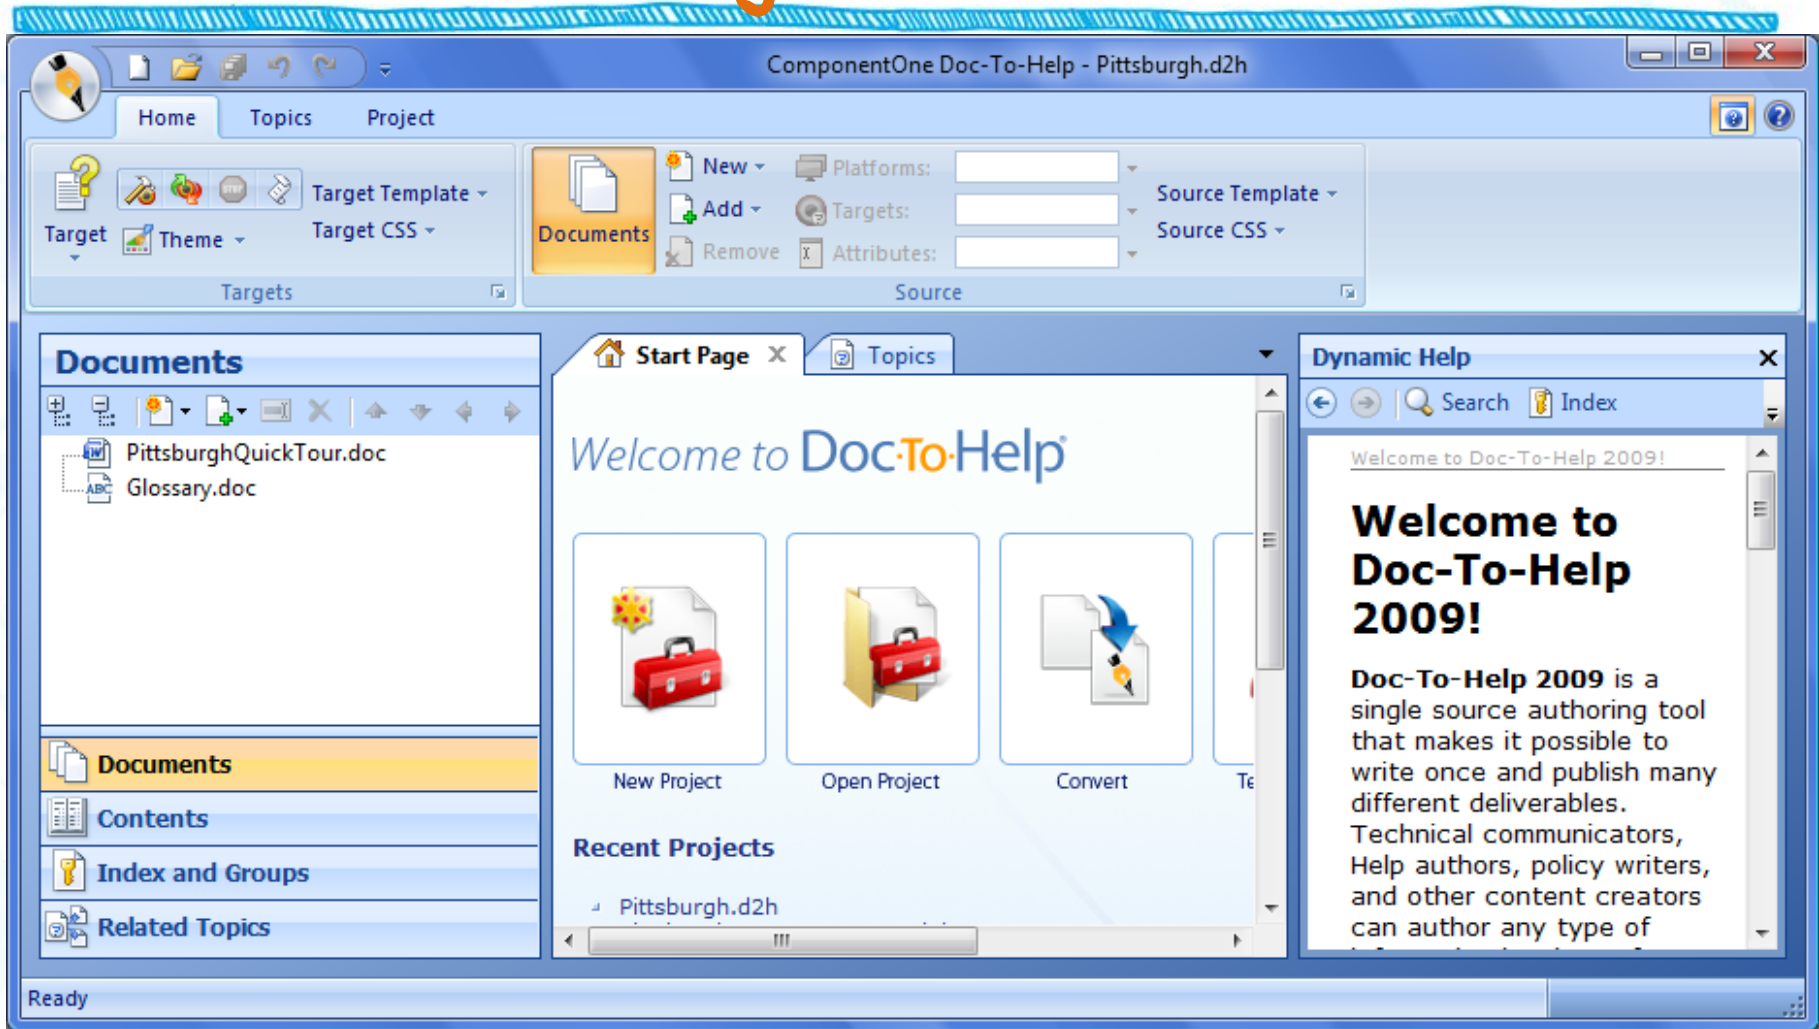 ComponentOne Doc-To-Help - Pittsburgh.d2h
Home Topics Project
Target
Theme
Target Template
Target CSS
Targets
Documents
New
Add
Remove
Platforms:
Targets:
Attributes:
Source Template
Source CSS
Source
Documents
PittsburghQuickTour.doc
ABC Glossary.doc
Documents
Contents
Index and Groups
Related Topics
Start Page Topics
Welcome to Doc·To·Help
New Project Open Project Convert Te
Recent Projects
Pittsburgh.d2h
Dynamic Help
Search Index
Welcome to Doc-To-Help 2009!
Welcome to
Doc-To-Help
2009!
Doc-To-Help 2009 is a
single source authoring tool
that makes it possible to
write once and publish many
different deliverables.
Technical communicators,
Help authors, policy writers,
and other content creators
can author any type of
Ready